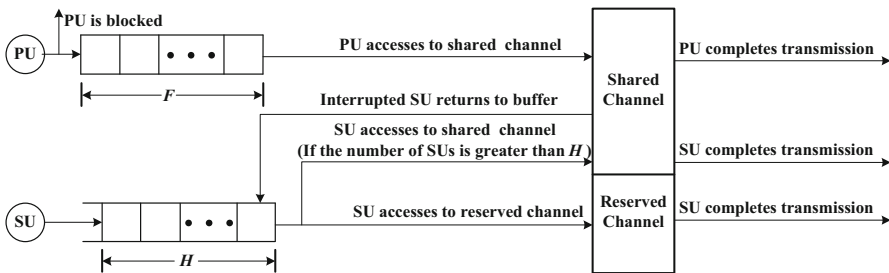 PU is blocked
PU
PU accesses to shared channel
PU completes transmission
F
Shared
Channel
Interrupted SU returns to buffer
SU accesses to shared channel
(If the number of SUs is greater than H)
SU completes transmission
SU
SU accesses to reserved channel
Reserved
Channel
SU completes transmission
H